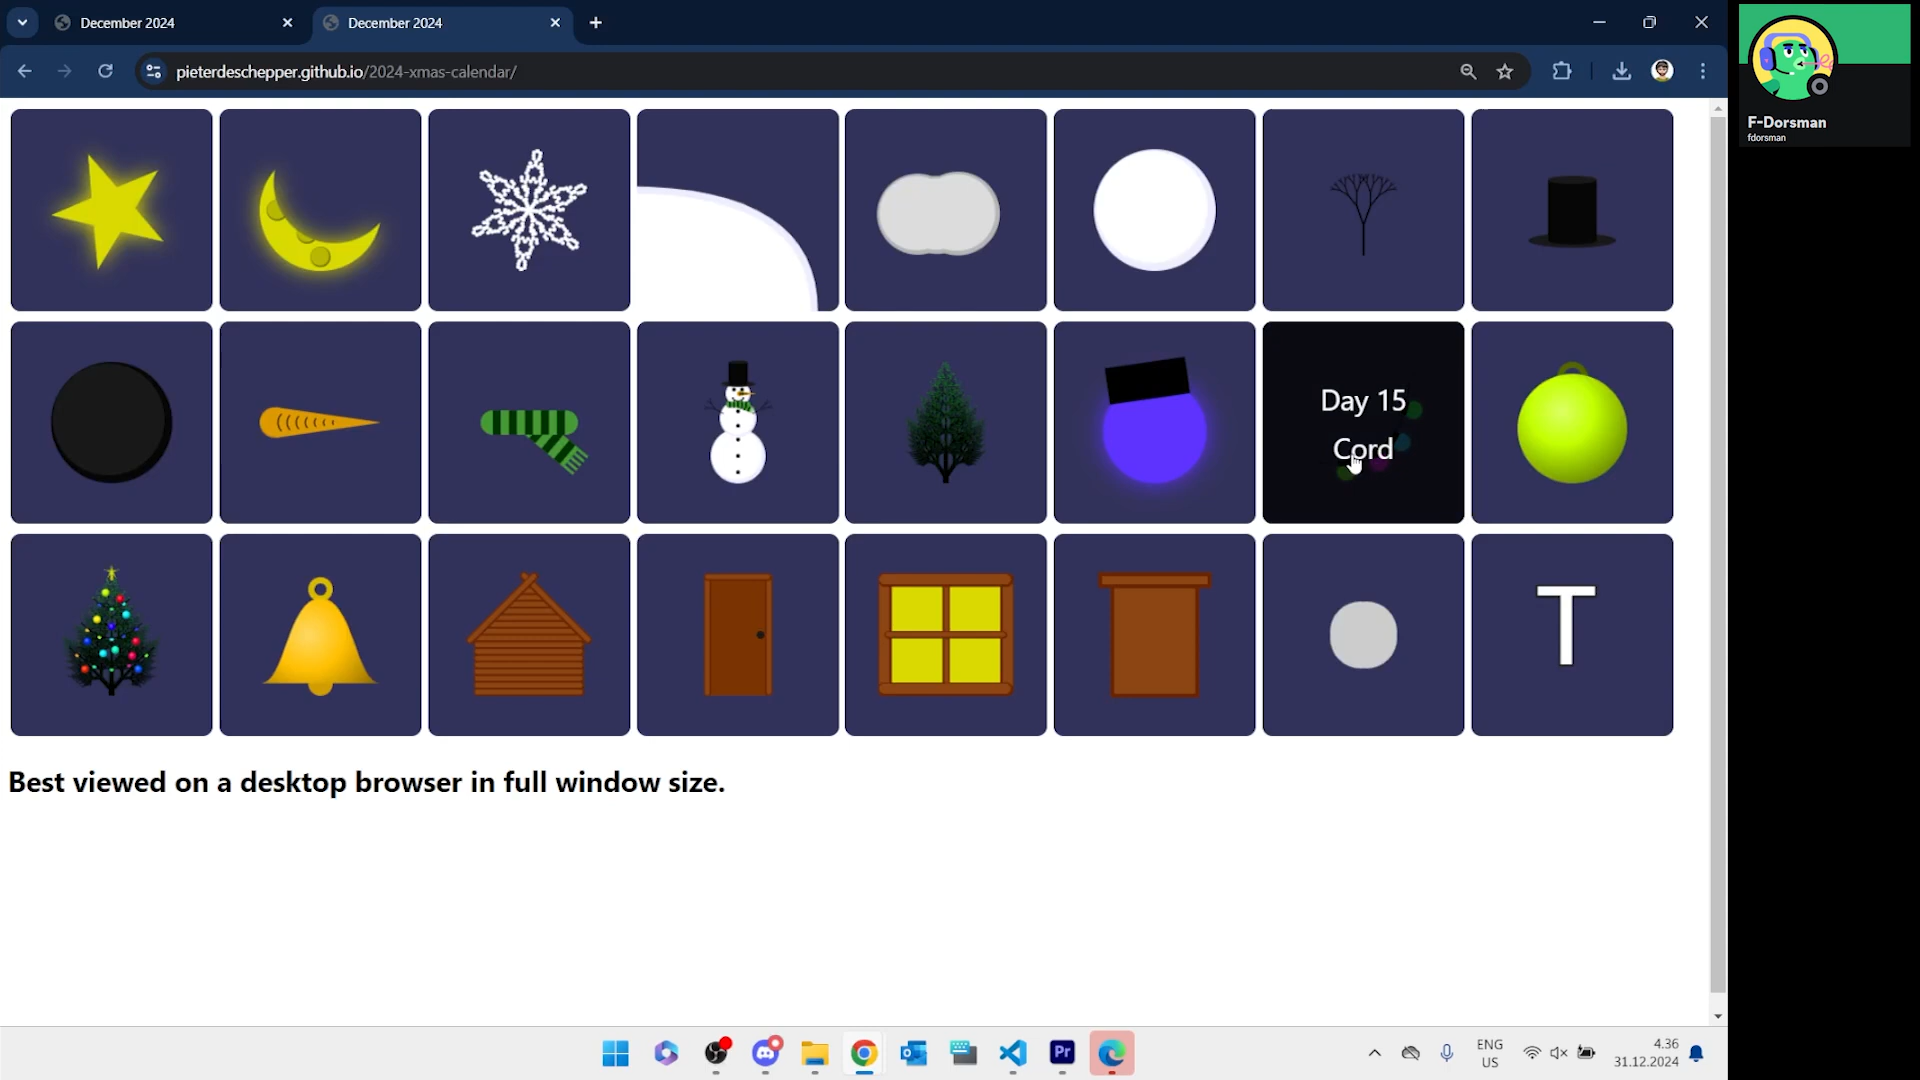 December 2024
December 2024
pieterdeschepper.github.io/2024-xmas-calendar/
F-Dorsman
fdorsman
Day 15
Cord
T
Best viewed on a desktop browser in full window size.
Pr
ENG
US
4.36
31.12.2024